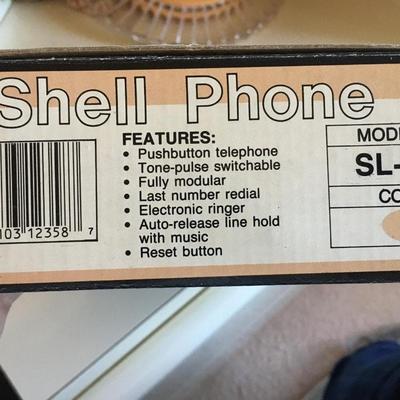 Shell Phone
FEATURES:
• Pushbutton telephone
• Tone-pulse switchable
• Fully modular
• Last number redial
• Electronic ringer
• Auto-release line hold
with music
• Reset button
103 12358 7
MODE
SL-
CO